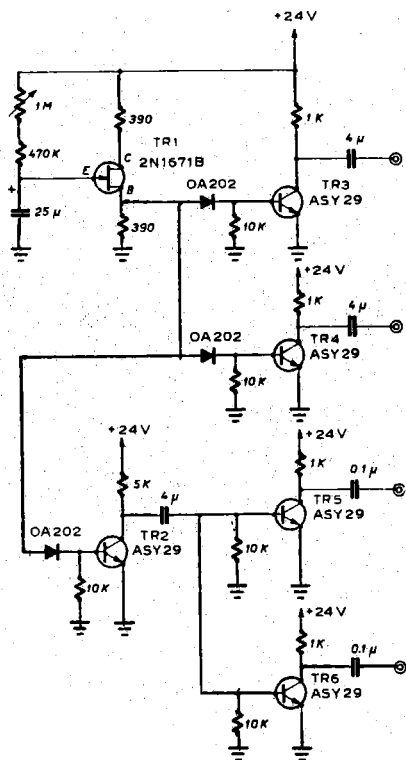 +24V
1M
390
1K
TR1
2N1671B
4µ
470K
C
E
B
OA202
TR3
ASY29
+
25µ
390
10K
+24V
1K
4µ
OA202
TR4
ASY29
10K
+24V
+24V
5K
4µ
1K
0.1µ
OA202
TR2
ASY29
TR5
ASY29
10K
10K
+24V
1K
0.1µ
TR6
ASY29
10K